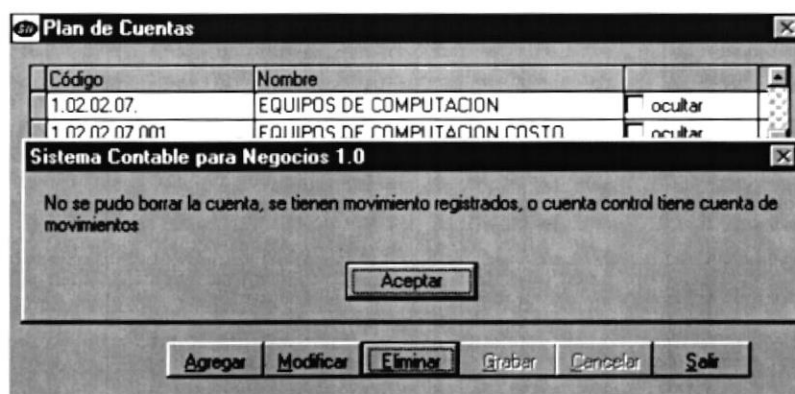 Plan de Cuentas
Código Nombre
1.02.02.07. EQUIPOS DE COMPUTACION ocultar
1.02.02.07.001 EQUIPOS DE COMPUTACION COSTO ocultar
Sistema Contable para Negocios 1.0
No se pudo borrar la cuenta, se tienen movimiento registrados, o cuenta control tiene cuenta de
movimientos
Aceptar
Agregar Modificar Eliminar Grabar Cancelar Salir